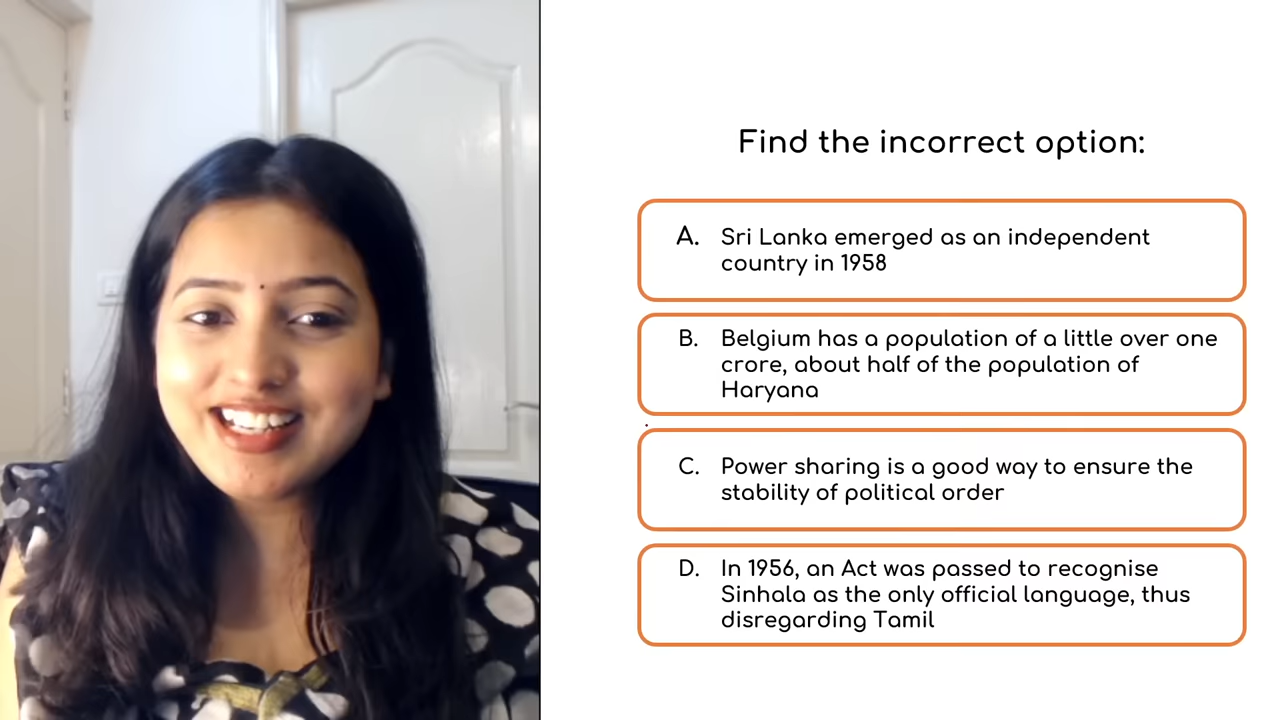 Find the incorrect option:
A. Sri Lanka emerged as an independent
country in 1958
B. Belgium has a population of a little over one
crore, about half of the population of
Haryana
C. Power sharing is a good way to ensure the
stability of political order
D. In 1956, an Act was passed to recognise
Sinhala as the only official language, thus
disregarding Tamil